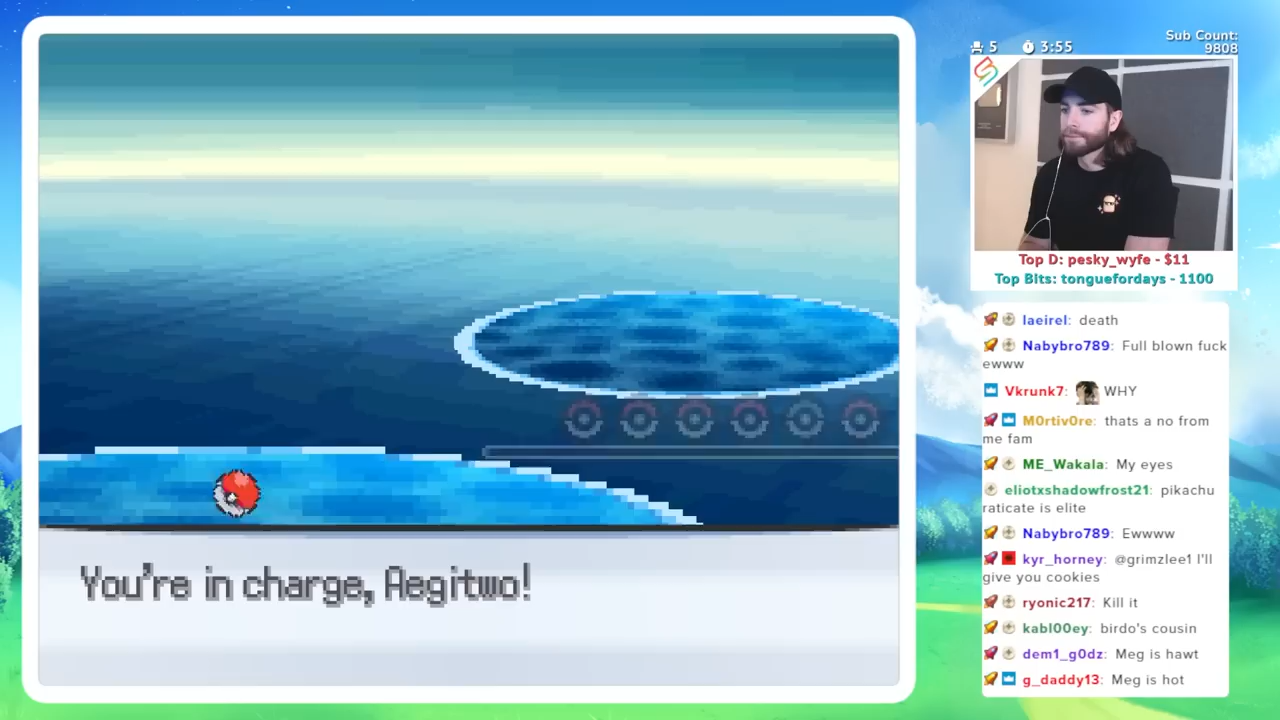 5
3:55
Sub Count:
9808
Top D: pesky_wyfe - $11
Top Bits: tonguefordays - 1100
laeirel: death
Nabybro789: Full blown fuck
ewww
Vkrunk7: WHY
M0rtiv0re: thats a no from
me fam
ME_Wakala: My eyes
eliotxshadowfrost21: pikachu
raticate is elite
Nabybro789: Ewwww
kyr_horney: @grimzlee1 I'll
give you cookies
ryonic217: Kill it
kabl00ey: birdo's cousin
dem1_g0dz: Meg is hawt
g_daddy13: Meg is hot
You're in charge, Aegitwo!